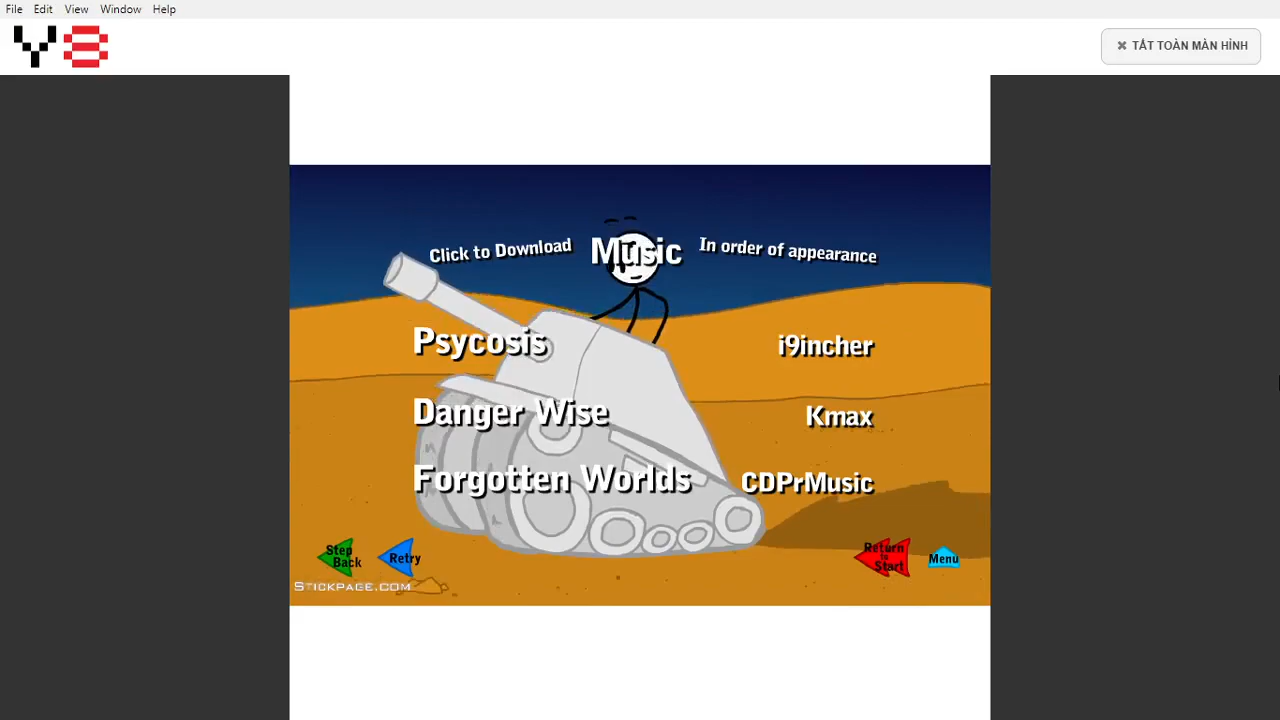 File Edit View Window Help
Y8
✖ TẮT TOÀN MÀN HÌNH
Click to Download Music In order of appearance
Psycosis i9incher
Danger Wise Kmax
Forgotten Worlds CDPrMusic
Step Back Retry Return to Start Menu
STICKPAGE.COM